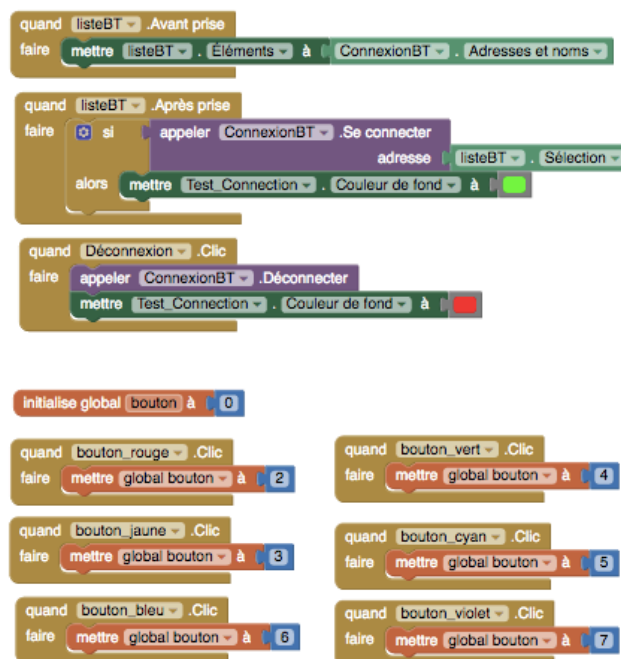 quand listeBT .Avant prise
faire mettre listeBT . Éléments à ConnexionBT . Adresses et noms
quand listeBT .Après prise
faire si appeler ConnexionBT .Se connecter
adresse listeBT . Sélection
alors mettre Test_Connection . Couleur de fond à
quand Déconnexion .Clic
faire appeler ConnexionBT .Déconnecter
mettre Test_Connection . Couleur de fond à
initialise global bouton à 0
quand bouton_rouge .Clic
faire mettre global bouton à 2
quand bouton_vert .Clic
faire mettre global bouton à 4
quand bouton_jaune .Clic
faire mettre global bouton à 3
quand bouton_cyan .Clic
faire mettre global bouton à 5
quand bouton_bleu .Clic
faire mettre global bouton à 6
quand bouton_violet .Clic
faire mettre global bouton à 7